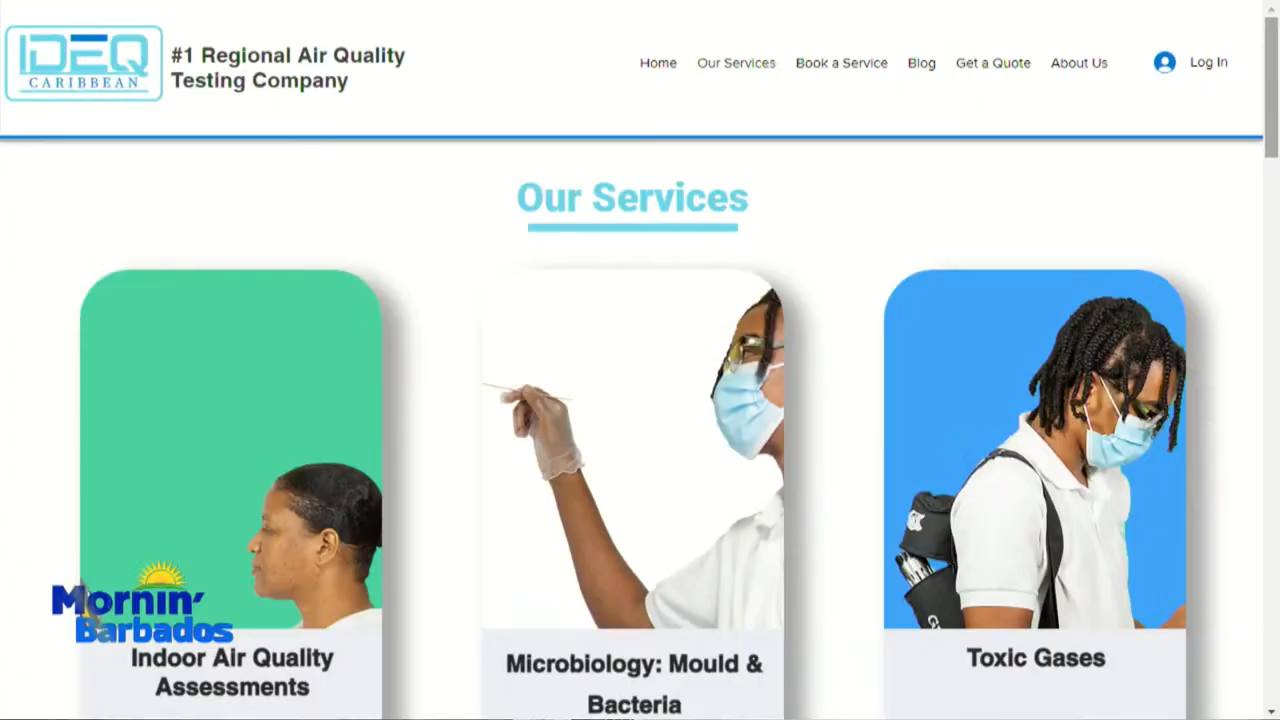 IDEQ
CARIBBEAN
#1 Regional Air Quality
Testing Company
Home Our Services Book a Service Blog Get a Quote About Us Log In
Our Services
Mornin'
Barbados
Indoor Air Quality
Assessments
Microbiology: Mould &
Bacteria
Toxic Gases